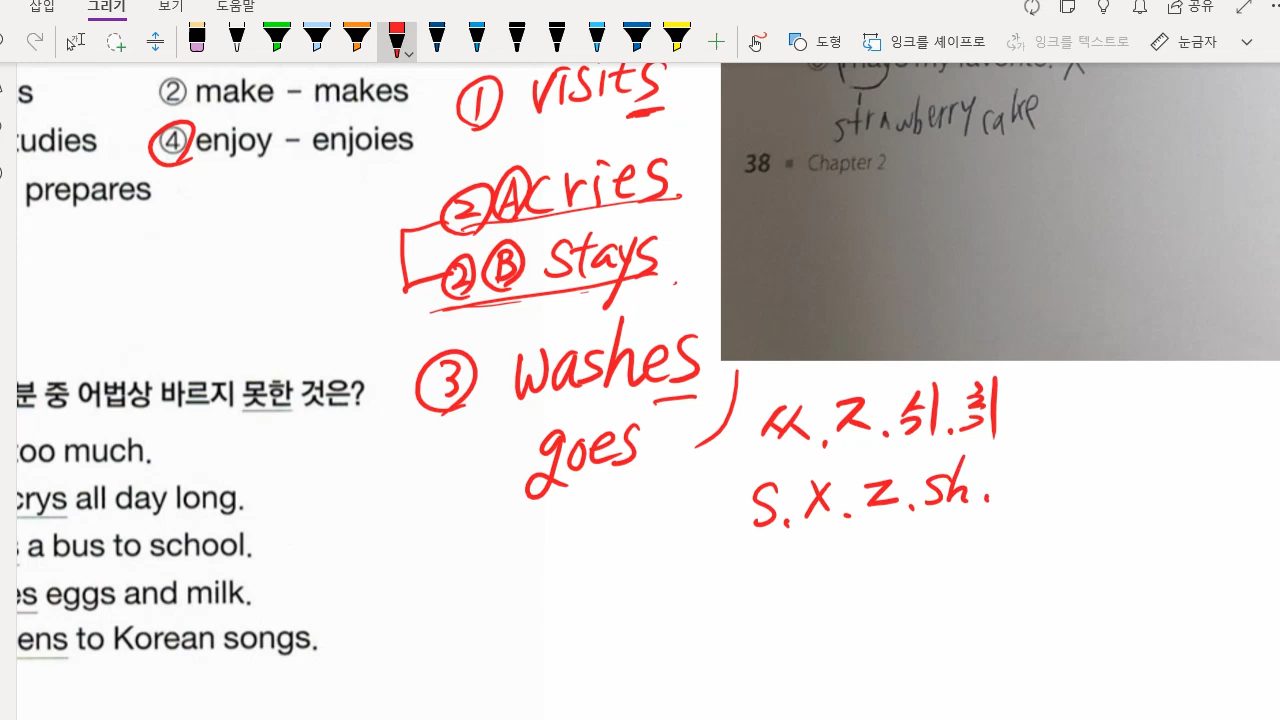 삽입 그리기 보기 도움말 공유
도형 잉크를 셰이프로 잉크를 텍스트로 눈금자
s ② make – makes
tudies ④ enjoy – enjoies
prepares
① visits
② Ⓐ cries.
② Ⓑ stays.
③ washes
goes
ㅆ.ㅈ.쉬.취
s.x.z.sh.
my favorite. X
strawberry cake
38 ▪ Chapter 2
분 중 어법상 바르지 못한 것은?
too much.
crys all day long.
a bus to school.
es eggs and milk.
ens to Korean songs.